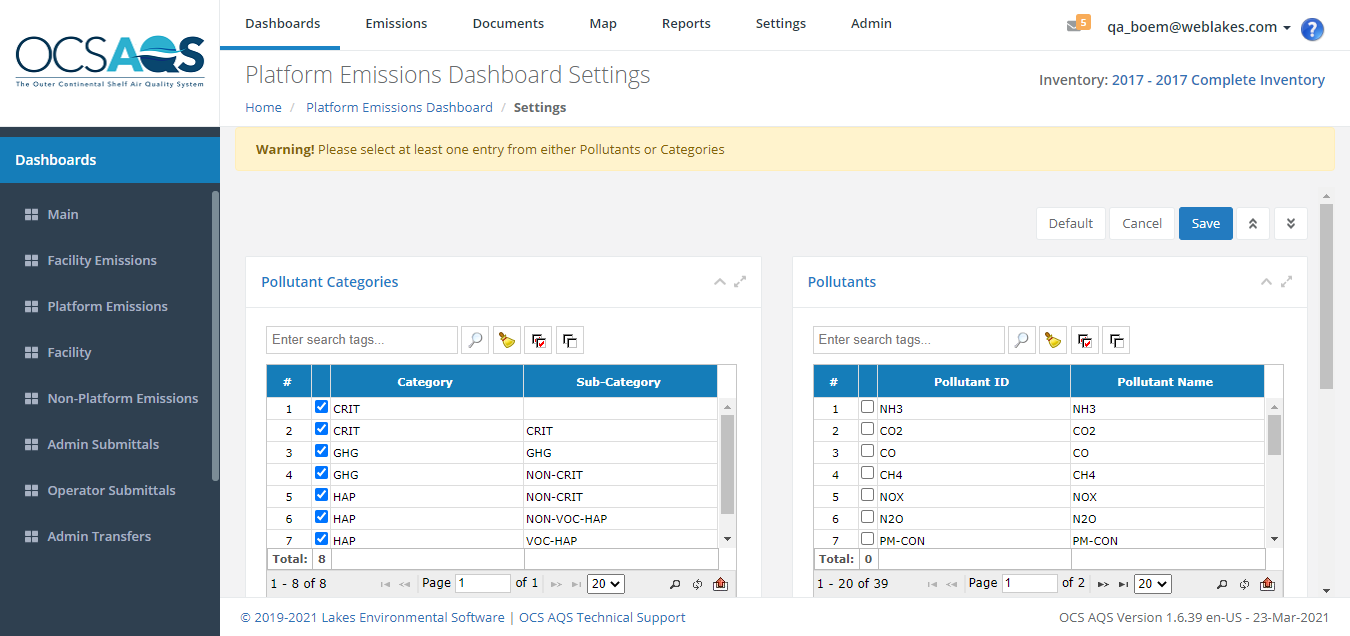 OCSAQS
The Outer Continental Shelf Air Quality System
Dashboards Emissions Documents Map Reports Settings Admin
5 qa_boem@weblakes.com ?
Platform Emissions Dashboard Settings
Inventory: 2017 - 2017 Complete Inventory
Home / Platform Emissions Dashboard / Settings
Warning! Please select at least one entry from either Pollutants or Categories
Dashboards
Main
Facility Emissions
Platform Emissions
Facility
Non-Platform Emissions
Admin Submittals
Operator Submittals
Admin Transfers
Default Cancel Save
Pollutant Categories
Enter search tags...
# Category Sub-Category
1 CRIT
2 CRIT CRIT
3 GHG GHG
4 GHG NON-CRIT
5 HAP NON-CRIT
6 HAP NON-VOC-HAP
7 HAP VOC-HAP
Total: 8
1 - 8 of 8 Page 1 of 1 20
Pollutants
Enter search tags...
# Pollutant ID Pollutant Name
1 NH3 NH3
2 CO2 CO2
3 CO CO
4 CH4 CH4
5 NOX NOX
6 N2O N2O
7 PM-CON PM-CON
Total: 0
1 - 20 of 39 Page 1 of 2 20
© 2019-2021 Lakes Environmental Software | OCS AQS Technical Support
OCS AQS Version 1.6.39 en-US - 23-Mar-2021